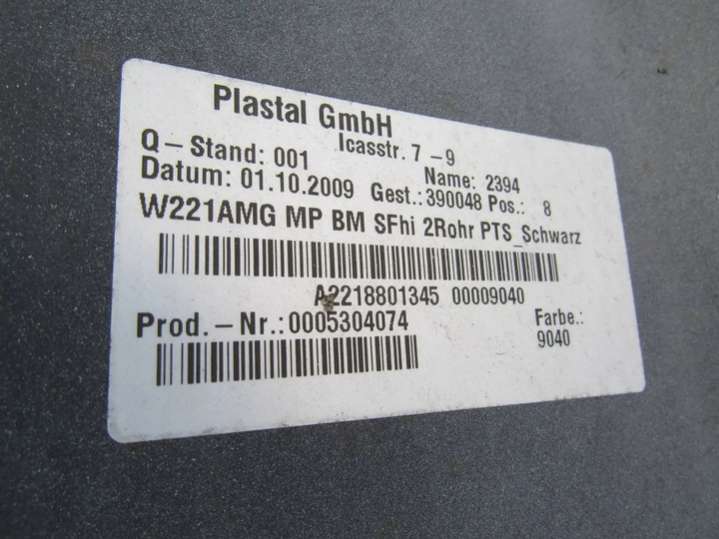 Plastal GmbH
Icasstr. 7 -9
Q-Stand: 001 Name: 2394
Datum: 01.10.2009 Gest.: 390048 Pos.: 8
W221AMG MP BM SFhi 2Rohr PTS_Schwarz
A2218801345 00009040
Prod.-Nr.:0005304074 Farbe.:
9040